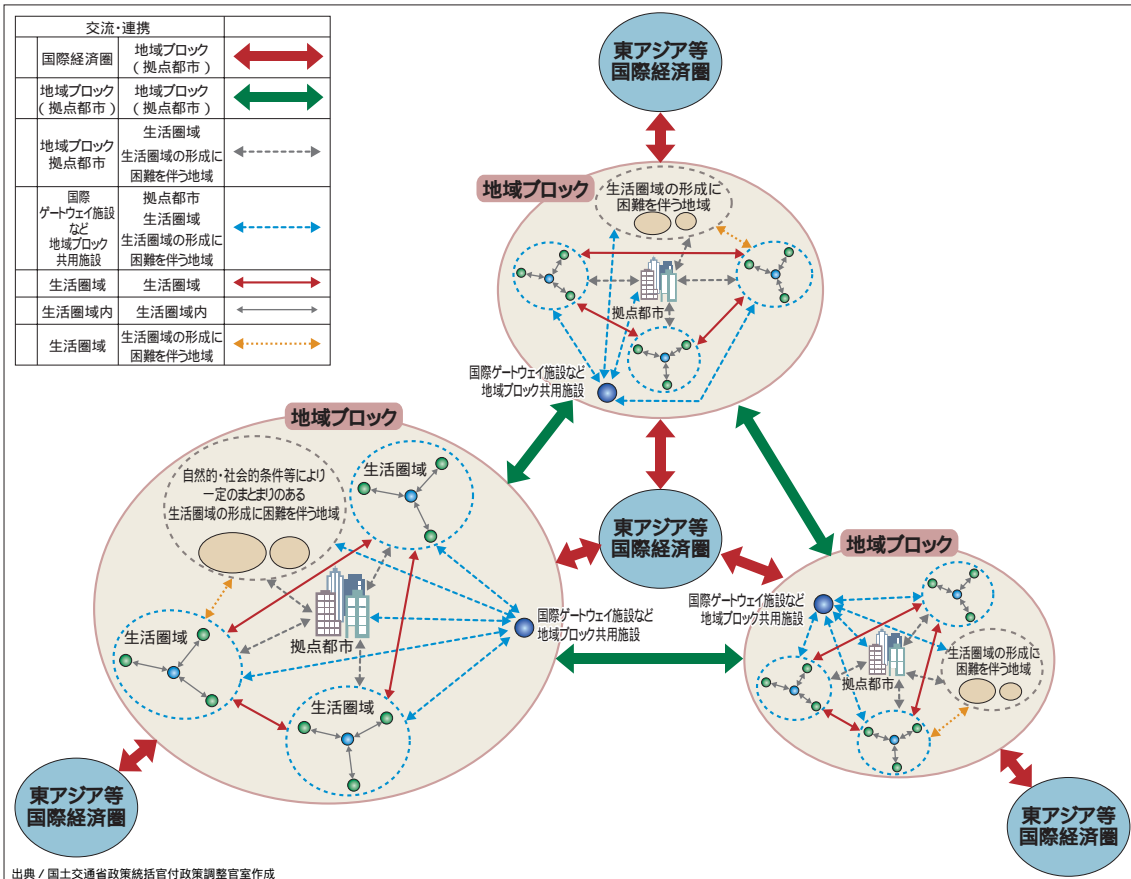 交流・連携
国際経済圏
地域ブロック
(拠点都市)
地域ブロック
(拠点都市)
地域ブロック
(拠点都市)
地域ブロック
拠点都市
生活圏域
生活圏域の形成に
困難を伴う地域
国際
ゲートウェイ施設
など
地域ブロック
共用施設
拠点都市
生活圏域
生活圏域の形成に
困難を伴う地域
生活圏域
生活圏域
生活圏域内
生活圏域内
生活圏域
生活圏域の形成に
困難を伴う地域
東アジア等
国際経済圏
地域ブロック
生活圏域の形成に
困難を伴う地域
拠点都市
国際ゲートウェイ施設など
地域ブロック共用施設
地域ブロック
自然的・社会的条件等により
一定のまとまりのある
生活圏域の形成に困難を伴う地域
生活圏域
拠点都市
生活圏域
生活圏域
国際ゲートウェイ施設など
地域ブロック共用施設
東アジア等
国際経済圏
地域ブロック
国際ゲートウェイ施設など
地域ブロック共用施設
拠点都市
生活圏域の形成に
困難を伴う地域
東アジア等
国際経済圏
東アジア等
国際経済圏
出典/国土交通省政策統括官付政策調整官室作成